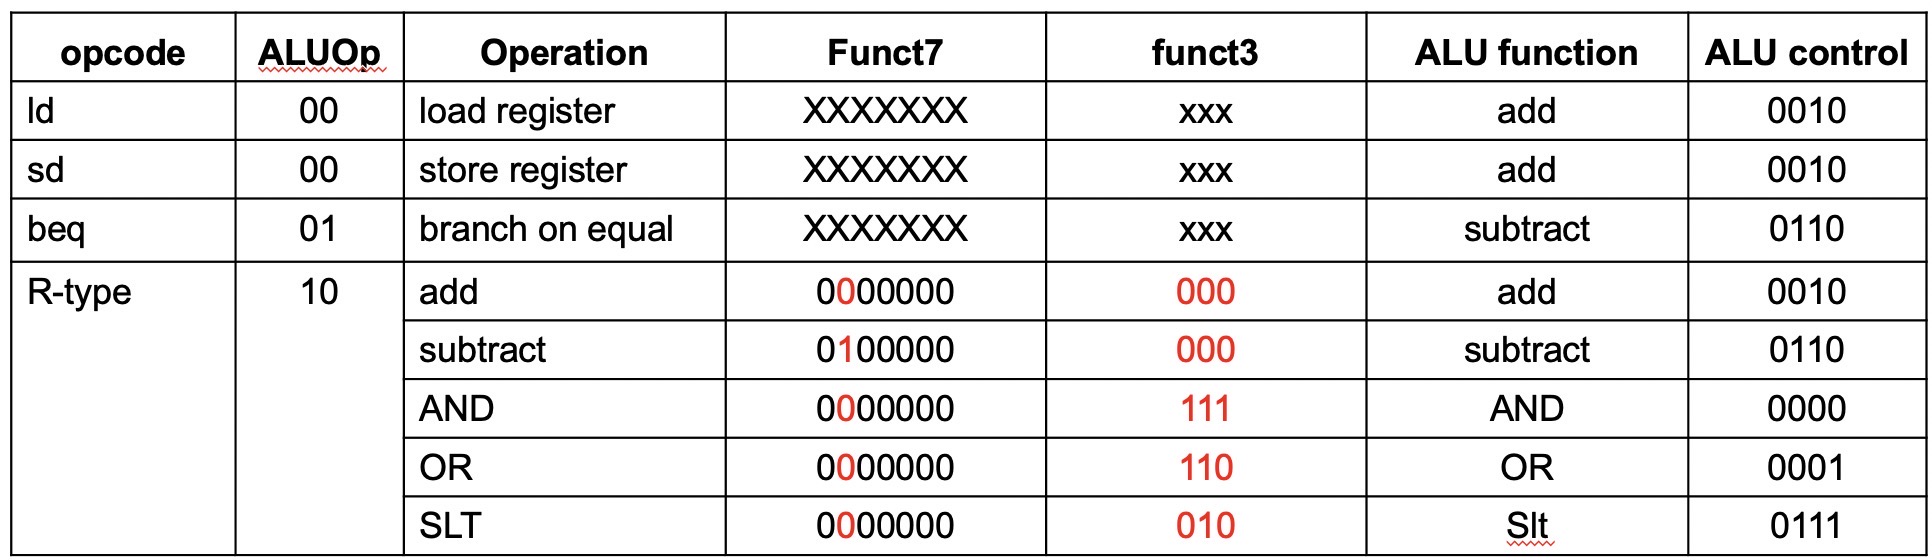 opcode ALUOp Operation Funct7 funct3 ALU function ALU control
ld 00 load register XXXXXXX xxx add 0010
sd 00 store register XXXXXXX xxx add 0010
beq 01 branch on equal XXXXXXX xxx subtract 0110
R-type 10 add 0000000 000 add 0010
subtract 0100000 000 subtract 0110
AND 0000000 111 AND 0000
OR 0000000 110 OR 0001
SLT 0000000 010 Slt 0111